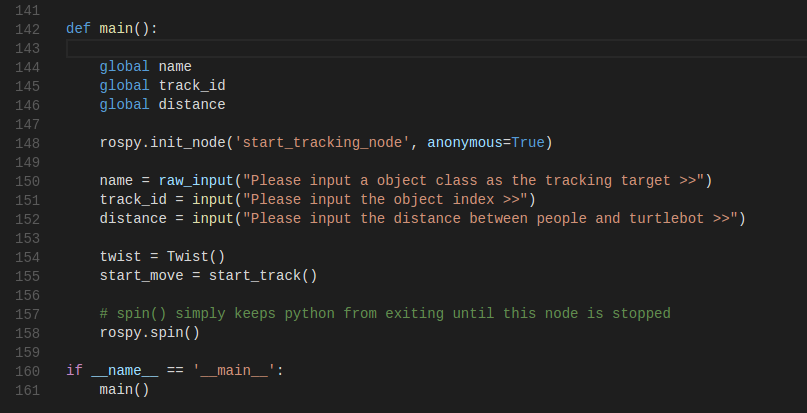 141
142 def main():
143
144 global name
145 global track_id
146 global distance
147
148 rospy.init_node('start_tracking_node', anonymous=True)
149
150 name = raw_input("Please input a object class as the tracking target >>")
151 track_id = input("Please input the object index >>")
152 distance = input("Please input the distance between people and turtlebot >>")
153
154 twist = Twist()
155 start_move = start_track()
156
157 # spin() simply keeps python from exiting until this node is stopped
158 rospy.spin()
159
160 if __name__ == '__main__':
161 main()